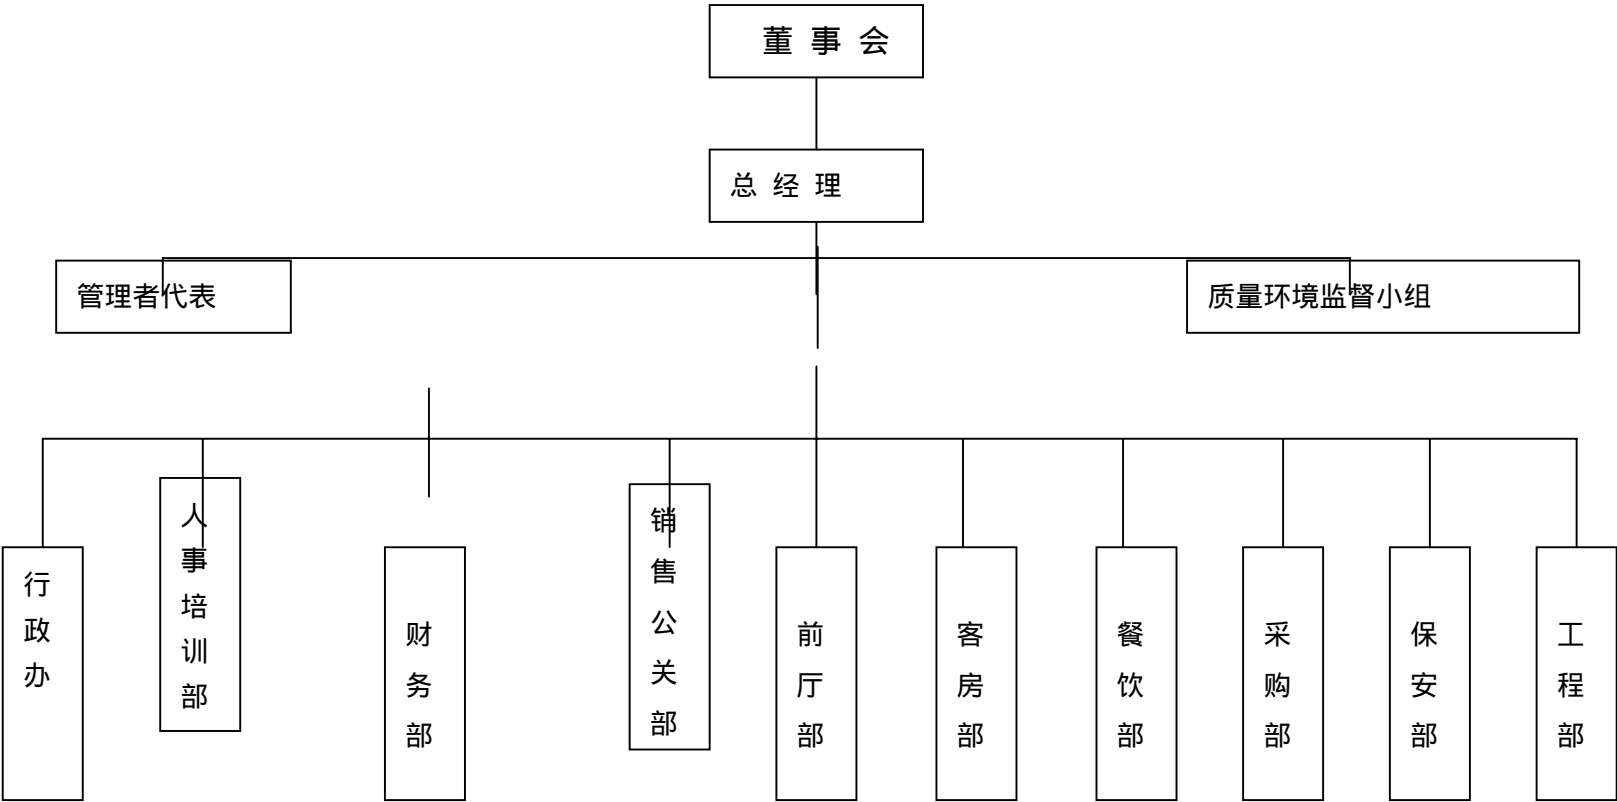 董 事 会
总 经 理
管理者代表
质量环境监督小组
行政办
人事培训部
财务部
销售公关部
前厅部
客房部
餐饮部
采购部
保安部
工程部